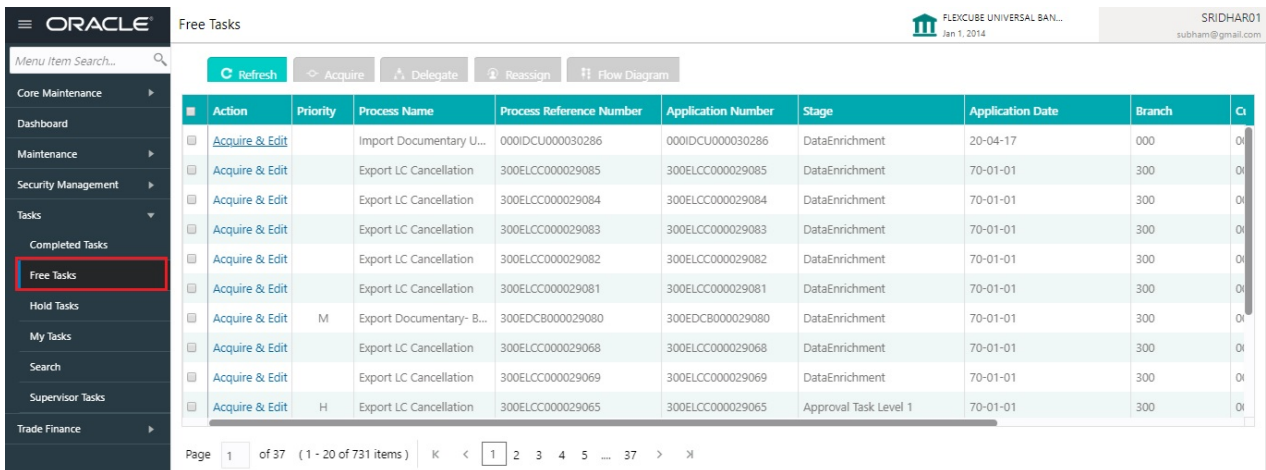 ORACLE
Free Tasks
FLEXCUBE UNIVERSAL BAN...
Jan 1, 2014
SRIDHAR01
subham@gmail.com
Menu Item Search...
Core Maintenance
Dashboard
Maintenance
Security Management
Tasks
Completed Tasks
Free Tasks
Hold Tasks
My Tasks
Search
Supervisor Tasks
Trade Finance
Refresh Acquire Delegate Reassign Flow Diagram
Action Priority Process Name Process Reference Number Application Number Stage Application Date Branch
Acquire & Edit Import Documentary U... 000IDCU000030286 000IDCU000030286 DataEnrichment 20-04-17 000
Acquire & Edit Export LC Cancellation 300ELCC000029085 300ELCC000029085 DataEnrichment 70-01-01 300
Acquire & Edit Export LC Cancellation 300ELCC000029084 300ELCC000029084 DataEnrichment 70-01-01 300
Acquire & Edit Export LC Cancellation 300ELCC000029083 300ELCC000029083 DataEnrichment 70-01-01 300
Acquire & Edit Export LC Cancellation 300ELCC000029082 300ELCC000029082 DataEnrichment 70-01-01 300
Acquire & Edit Export LC Cancellation 300ELCC000029081 300ELCC000029081 DataEnrichment 70-01-01 300
Acquire & Edit M Export Documentary- B... 300EDCB000029080 300EDCB000029080 DataEnrichment 70-01-01 300
Acquire & Edit Export LC Cancellation 300ELCC000029068 300ELCC000029068 DataEnrichment 70-01-01 300
Acquire & Edit Export LC Cancellation 300ELCC000029069 300ELCC000029069 DataEnrichment 70-01-01 300
Acquire & Edit H Export LC Cancellation 300ELCC000029065 300ELCC000029065 Approval Task Level 1 70-01-01 300
Page 1 of 37 (1 - 20 of 731 items) 1 2 3 4 5 .... 37